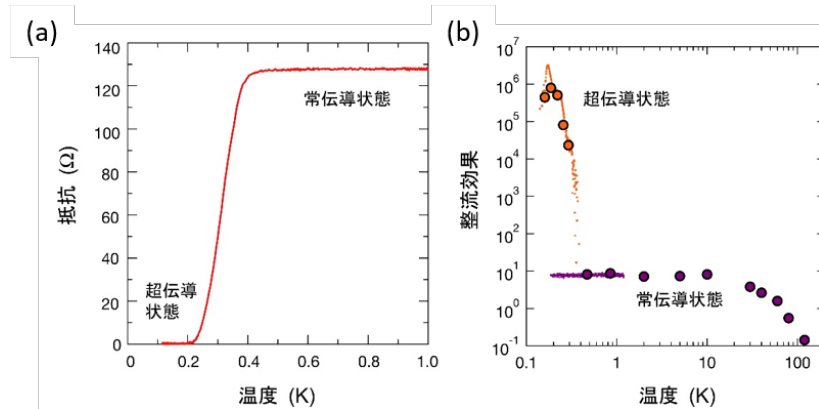 (a)
140
120
100
80
60
40
20
0
抵抗 (Ω)
常伝導状態
超伝導
状態
0
0.2
0.4
0.6
0.8
1.0
温度 (K)
(b)
10⁷
10⁶
10⁵
10⁴
10³
10²
10¹
10⁰
10⁻¹
整流効果
超伝導状態
常伝導状態
0.1
1
10
100
温度 (K)